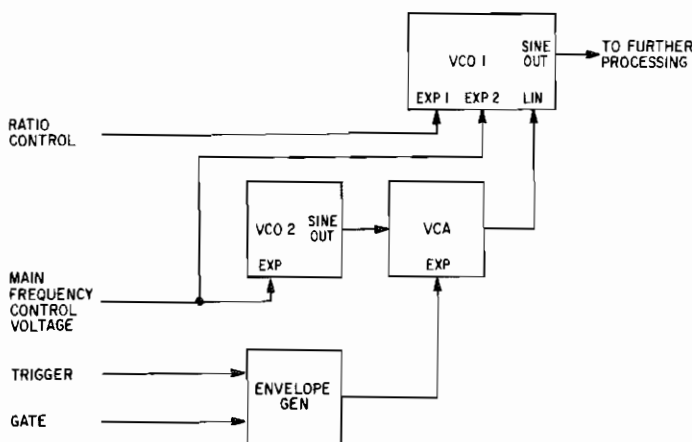 VCO 1
SINE
OUT
TO FURTHER
PROCESSING
EXP 1 EXP 2 LIN
RATIO
CONTROL
VCO 2
SINE
OUT
EXP
VCA
EXP
MAIN
FREQUENCY
CONTROL
VOLTAGE
TRIGGER
ENVELOPE
GEN
GATE